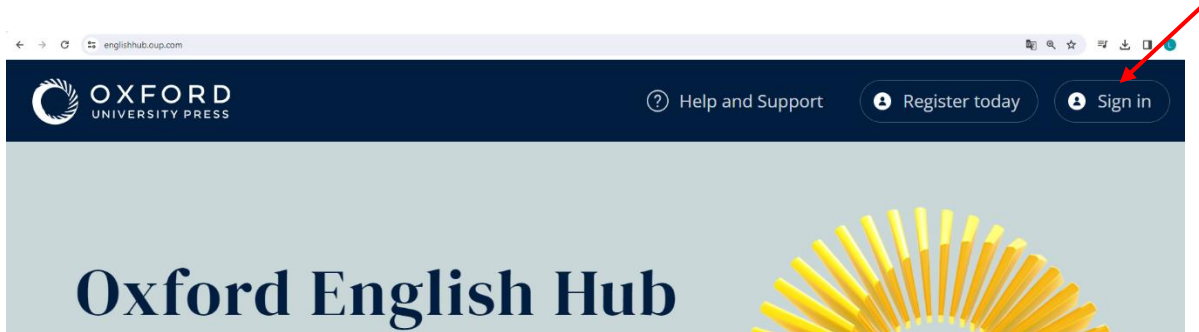 englishhub.oup.com
OXFORD
UNIVERSITY PRESS
? Help and Support
Register today
Sign in
Oxford English Hub